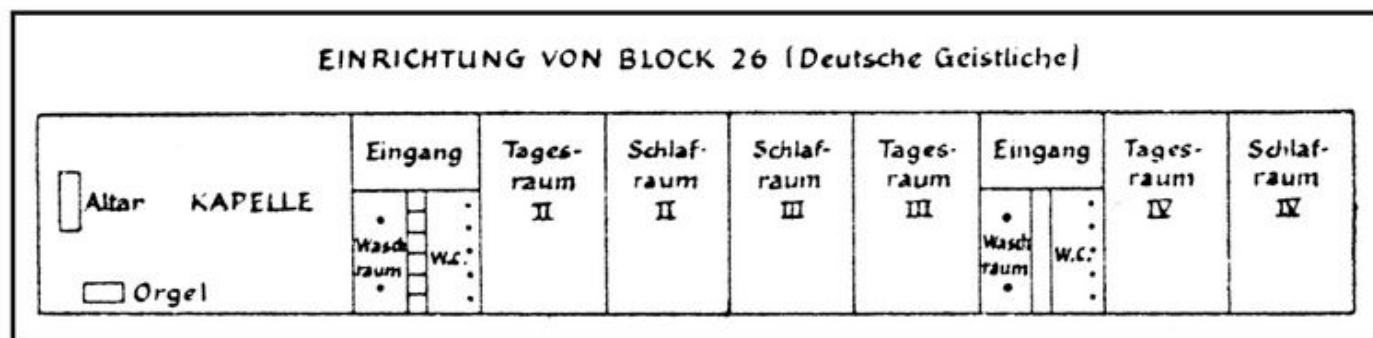 EINRICHTUNG VON BLOCK 26 (Deutsche Geistliche)
Altar KAPELLE
Orgel
Eingang
Wasch
raum
W.C.
Tages-
raum
II
Schlaf-
raum
II
Schlaf-
raum
III
Tages-
raum
III
Eingang
Wasch
raum
W.C.
Tages-
raum
IV
Schlaf-
raum
IV